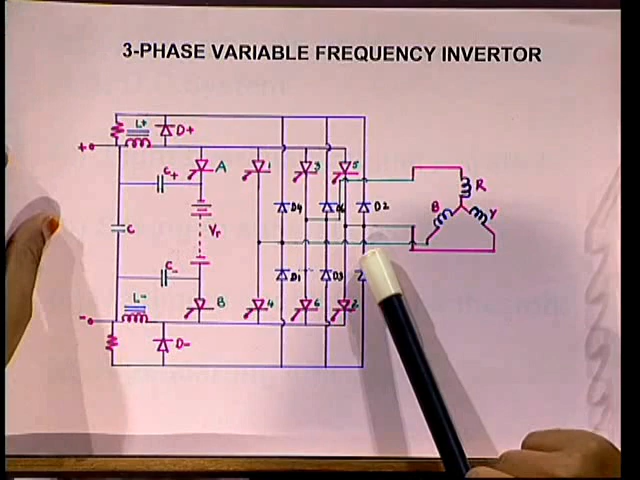 3-PHASE VARIABLE FREQUENCY INVERTOR
L+ D+
+
A 1 3 5
C+ R
D4 D6 D2
B Y
C Vr
C- D1 D3
L- B 4 6 2
-
D-